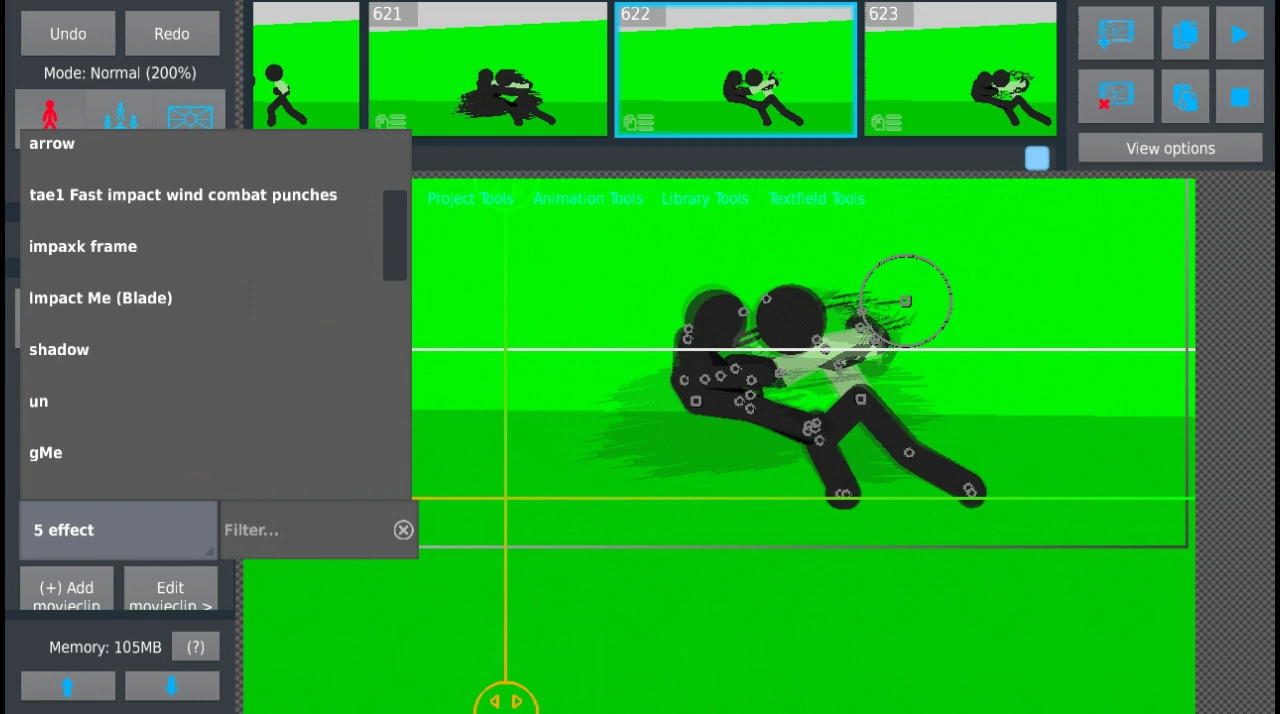 Undo
Redo
Mode: Normal (200%)
621
622
623
View options
Project Tools
Animation Tools
Library Tools
Textfield Tools
arrow
tae1 Fast impact wind combat punches
impaxk frame
Impact Me (Blade)
shadow
un
gMe
5 effect
Filter...
(+) Add
movieclip
Edit
movieclip >
Memory: 105MB
(?)